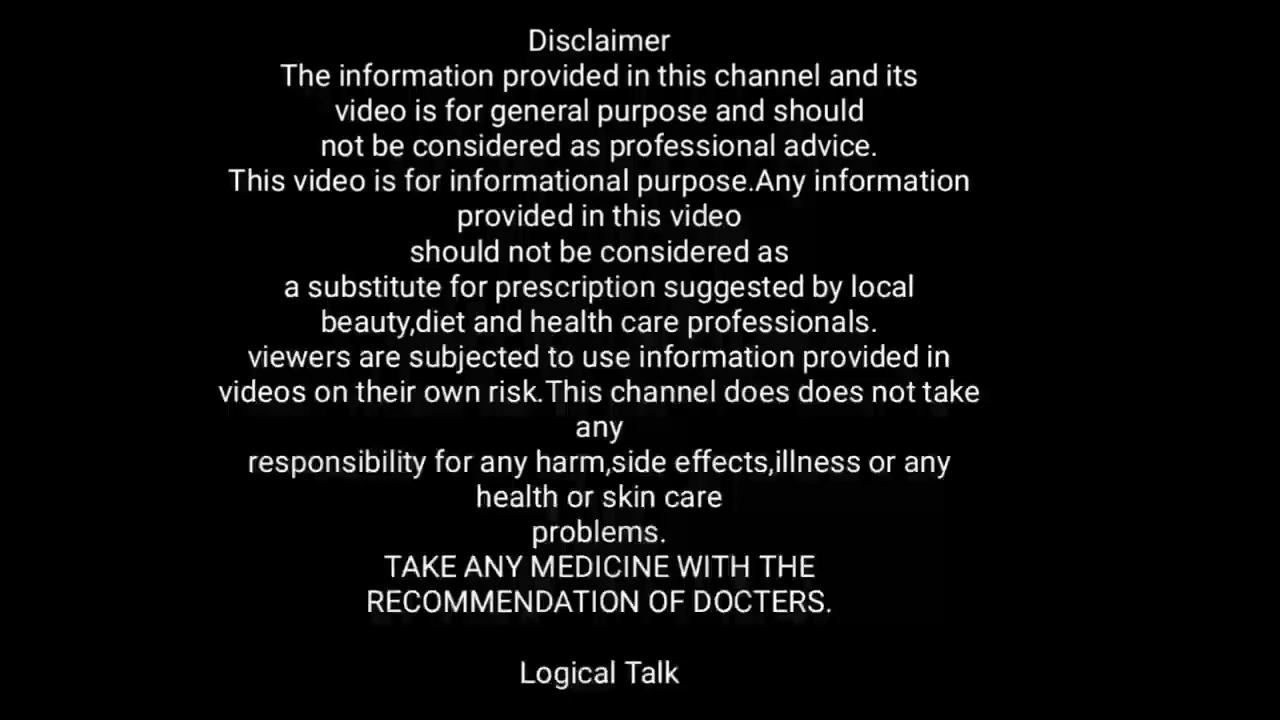 Disclaimer
The information provided in this channel and its
video is for general purpose and should
not be considered as professional advice.
This video is for informational purpose.Any information
provided in this video
should not be considered as
a substitute for prescription suggested by local
beauty,diet and health care professionals.
viewers are subjected to use information provided in
videos on their own risk.This channel does does not take
any
responsibility for any harm,side effects,illness or any
health or skin care
problems.
TAKE ANY MEDICINE WITH THE
RECOMMENDATION OF DOCTERS.
Logical Talk